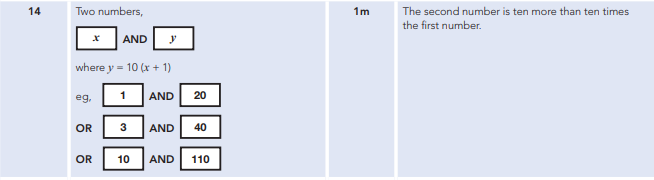 14 Two numbers, 1m The second number is ten more than ten times
the first number.
x AND y
where y = 10 (x + 1)
eg, 1 AND 20
OR 3 AND 40
OR 10 AND 110